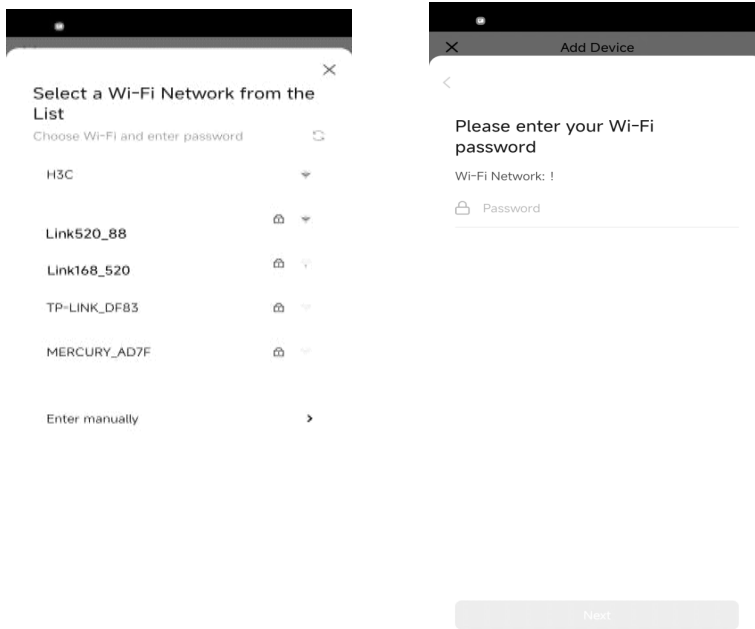 Select a Wi-Fi Network from the
List
Choose Wi-Fi and enter password
H3C
Link520_88
Link168_520
TP-LINK_DF83
MERCURY_AD7F
Enter manually
Add Device
Please enter your Wi-Fi
password
Wi-Fi Network: !
Password
Next